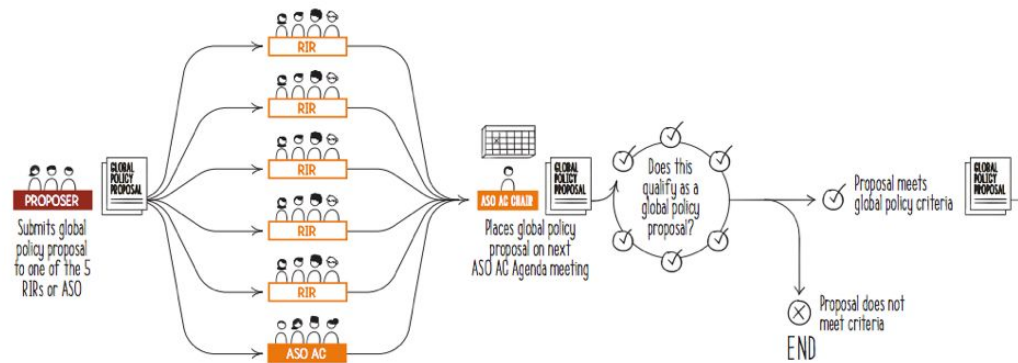 PROPOSER
Submits global
policy proposal
to one of the 5
RIRs or ASO
GLOBAL
POLICY
PROPOSAL
RIR
RIR
RIR
RIR
RIR
ASO AC
ASO AC CHAIR
Places global policy
proposal on next
ASO AC Agenda meeting
GLOBAL
POLICY
PROPOSAL
Does this
qualify as a
global policy
proposal?
Proposal meets
global policy criteria
Proposal does not
meet criteria
END
GLOBAL
POLICY
PROPOSAL